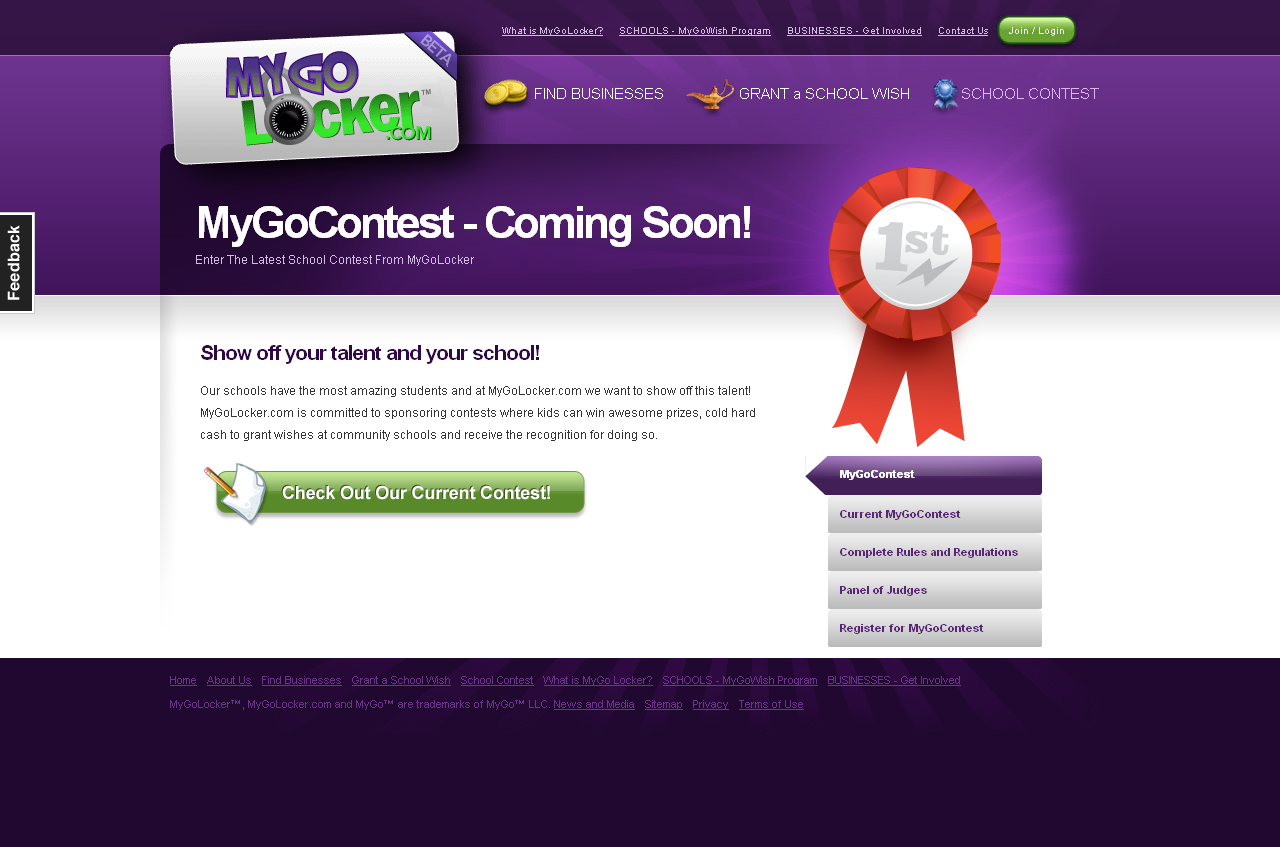 What is MyGoLocker? SCHOOLS - MyGoWish Program BUSINESSES - Get Involved Contact Us Join / Login
BETA
MYGO
LOCKER™
.COM
FIND BUSINESSES GRANT a SCHOOL WISH SCHOOL CONTEST
MyGoContest - Coming Soon!
Enter The Latest School Contest From MyGoLocker
1st
Feedback
Show off your talent and your school!
Our schools have the most amazing students and at MyGoLocker.com we want to show off this talent!
MyGoLocker.com is committed to sponsoring contests where kids can win awesome prizes, cold hard
cash to grant wishes at community schools and receive the recognition for doing so.
Check Out Our Current Contest!
MyGoContest
Current MyGoContest
Complete Rules and Regulations
Panel of Judges
Register for MyGoContest
Home About Us Find Businesses Grant a School Wish School Contest What is MyGo Locker? SCHOOLS - MyGoWish Program BUSINESSES - Get Involved
MyGoLocker™, MyGoLocker.com and MyGo™ are trademarks of MyGo™ LLC. News and Media Sitemap Privacy Terms of Use